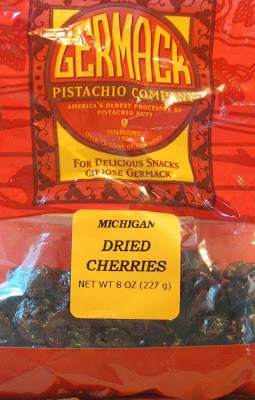 GERMACK
PISTACHIO COMPANY
AMERICA'S OLDEST PROCESSOR OF
PISTACHIO NUTS
ESTABLISHED
FOR DELICIOUS SNACKS
CHOOSE GERMACK
MICHIGAN
DRIED
CHERRIES
NET WT 8 OZ (227 g)